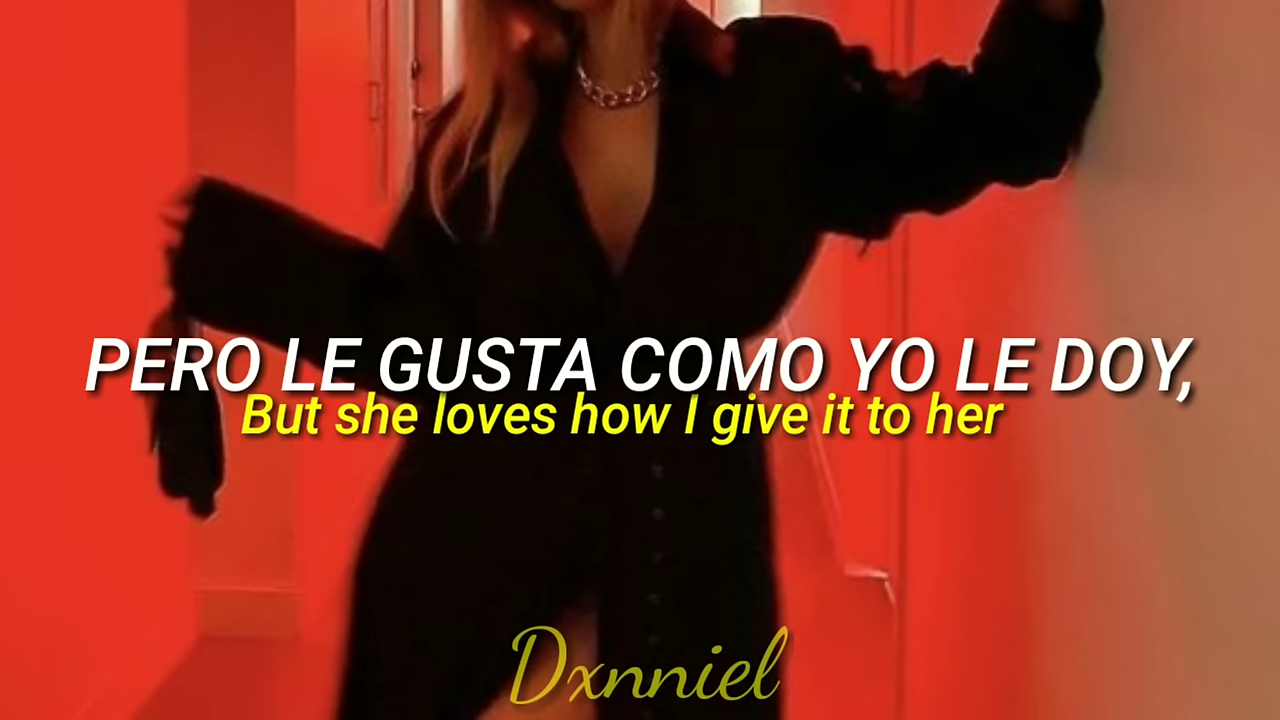 PERO LE GUSTA COMO YO LE DOY,
But she loves how I give it to her
Dxnniel